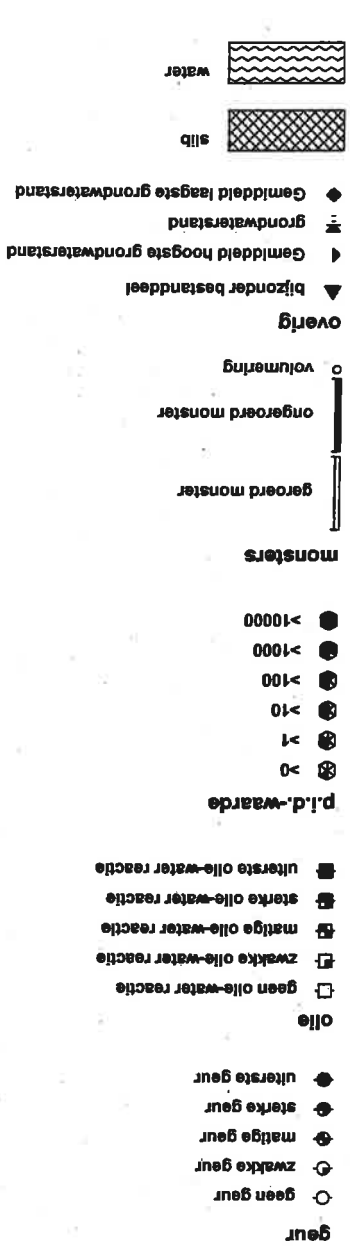 geur
geen geur
zwakke geur
matige geur
sterke geur
uiterste geur
olie
geen olie-water reactie
zwakke olie-water reactie
matige olie-water reactie
sterke olie-water reactie
uiterste olie-water reactie
p.i.d.-waarde
>0
>1
>10
>100
>1000
>10000
monsters
geroerd monster
ongeroerd monster
volumering
overig
bijzonder bestanddeel
Gemiddeld hoogste grondwaterstand
grondwaterstand
Gemiddeld laagste grondwaterstand
slib
water